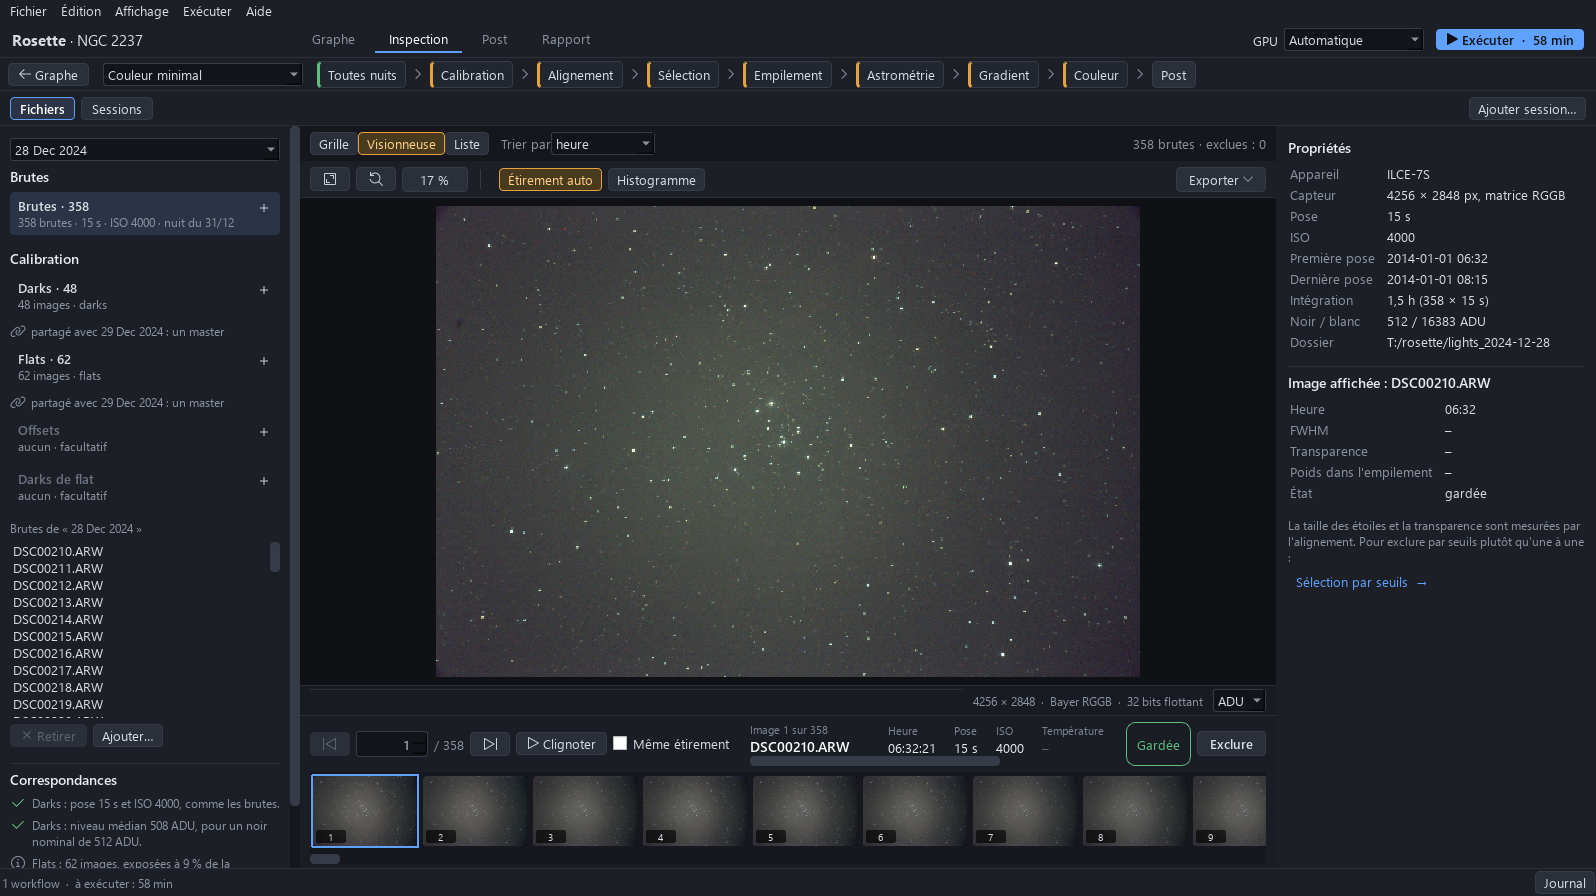 Fichier Édition Affichage Exécuter Aide
Rosette · NGC 2237 Graphe Inspection Post Rapport GPU Automatique Exécuter · 58 min
Graphe Couleur minimal Toutes nuits Calibration Alignement Sélection Empilement Astrométrie Gradient Couleur Post
Fichiers Sessions Ajouter session...
28 Dec 2024
Brutes
Brutes · 358 +
358 brutes · 15 s · ISO 4000 · nuit du 31/12
Calibration
Darks · 48 +
48 images · darks
partagé avec 29 Dec 2024 : un master
Flats · 62 +
62 images · flats
partagé avec 29 Dec 2024 : un master
Offsets +
aucun · facultatif
Darks de flat +
aucun · facultatif
Brutes de « 28 Dec 2024 »
DSC00210.ARW
DSC00211.ARW
DSC00212.ARW
DSC00213.ARW
DSC00214.ARW
DSC00215.ARW
DSC00216.ARW
DSC00217.ARW
DSC00218.ARW
DSC00219.ARW
Retirer Ajouter...
Correspondances
Darks : pose 15 s et ISO 4000, comme les brutes.
Darks : niveau médian 508 ADU, pour un noir
nominal de 512 ADU.
Flats : 62 images, exposées à 9 % de la
Grille Visionneuse Liste Trier par heure 358 brutes · exclues : 0
17 % Étirement auto Histogramme Exporter
4256 × 2848 · Bayer RGGB · 32 bits flottant ADU
1 / 358 Clignoter Même étirement
Image 1 sur 358 Heure Pose ISO Température
DSC00210.ARW 06:32:21 15 s 4000 –
Gardée Exclure
1 2 3 4 5 6 7 8 9
Propriétés
Appareil ILCE-7S
Capteur 4256 × 2848 px, matrice RGGB
Pose 15 s
ISO 4000
Première pose 2014-01-01 06:32
Dernière pose 2014-01-01 08:15
Intégration 1,5 h (358 × 15 s)
Noir / blanc 512 / 16383 ADU
Dossier T:/rosette/lights_2024-12-28
Image affichée : DSC00210.ARW
Heure 06:32
FWHM –
Transparence –
Poids dans l'empilement –
État gardée
La taille des étoiles et la transparence sont mesurées par
l'alignement. Pour exclure par seuils plutôt qu'une à une
:
Sélection par seuils →
1 workflow · à exécuter : 58 min Journal